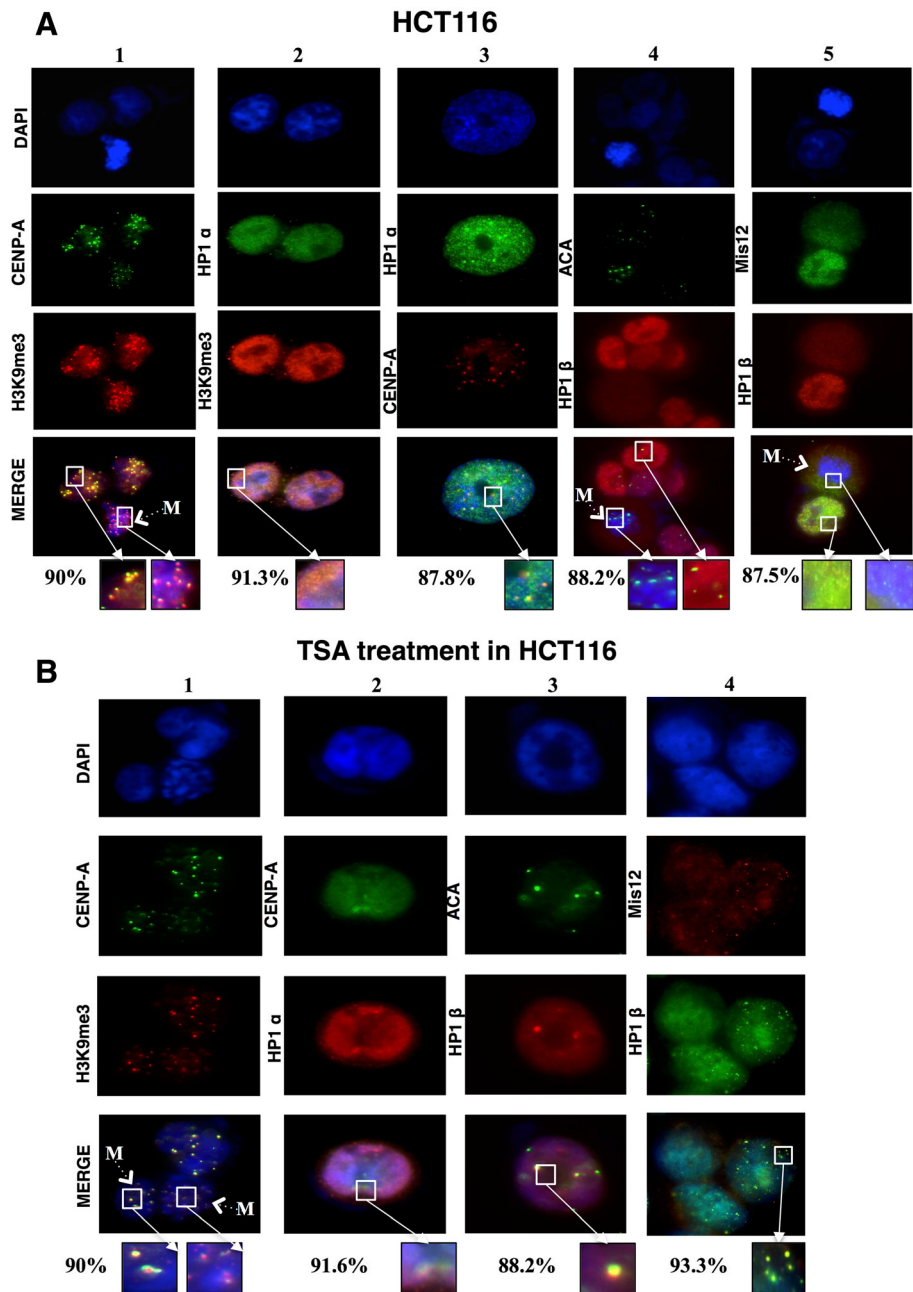 A
HCT116
1 2 3 4 5
DAPI
CENP-A HP1 α HP1 α ACA Mis12
H3K9me3 H3K9me3 CENP-A HP1 β HP1 β
MERGE M M M
90% 91.3% 87.8% 88.2% 87.5%
B
TSA treatment in HCT116
1 2 3 4
DAPI
CENP-A CENP-A ACA Mis12
H3K9me3 HP1 α HP1 β HP1 β
MERGE M M
90% 91.6% 88.2% 93.3%